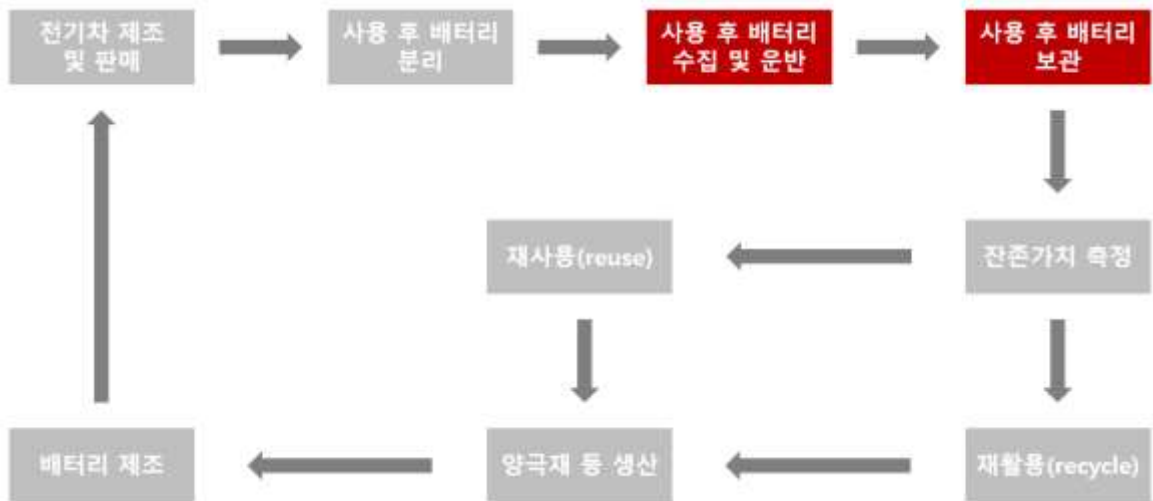 전기차 제조
및 판매
사용 후 배터리
분리
사용 후 배터리
수집 및 운반
사용 후 배터리
보관
재사용(reuse)
잔존가치 측정
배터리 제조
양극재 등 생산
재활용(recycle)